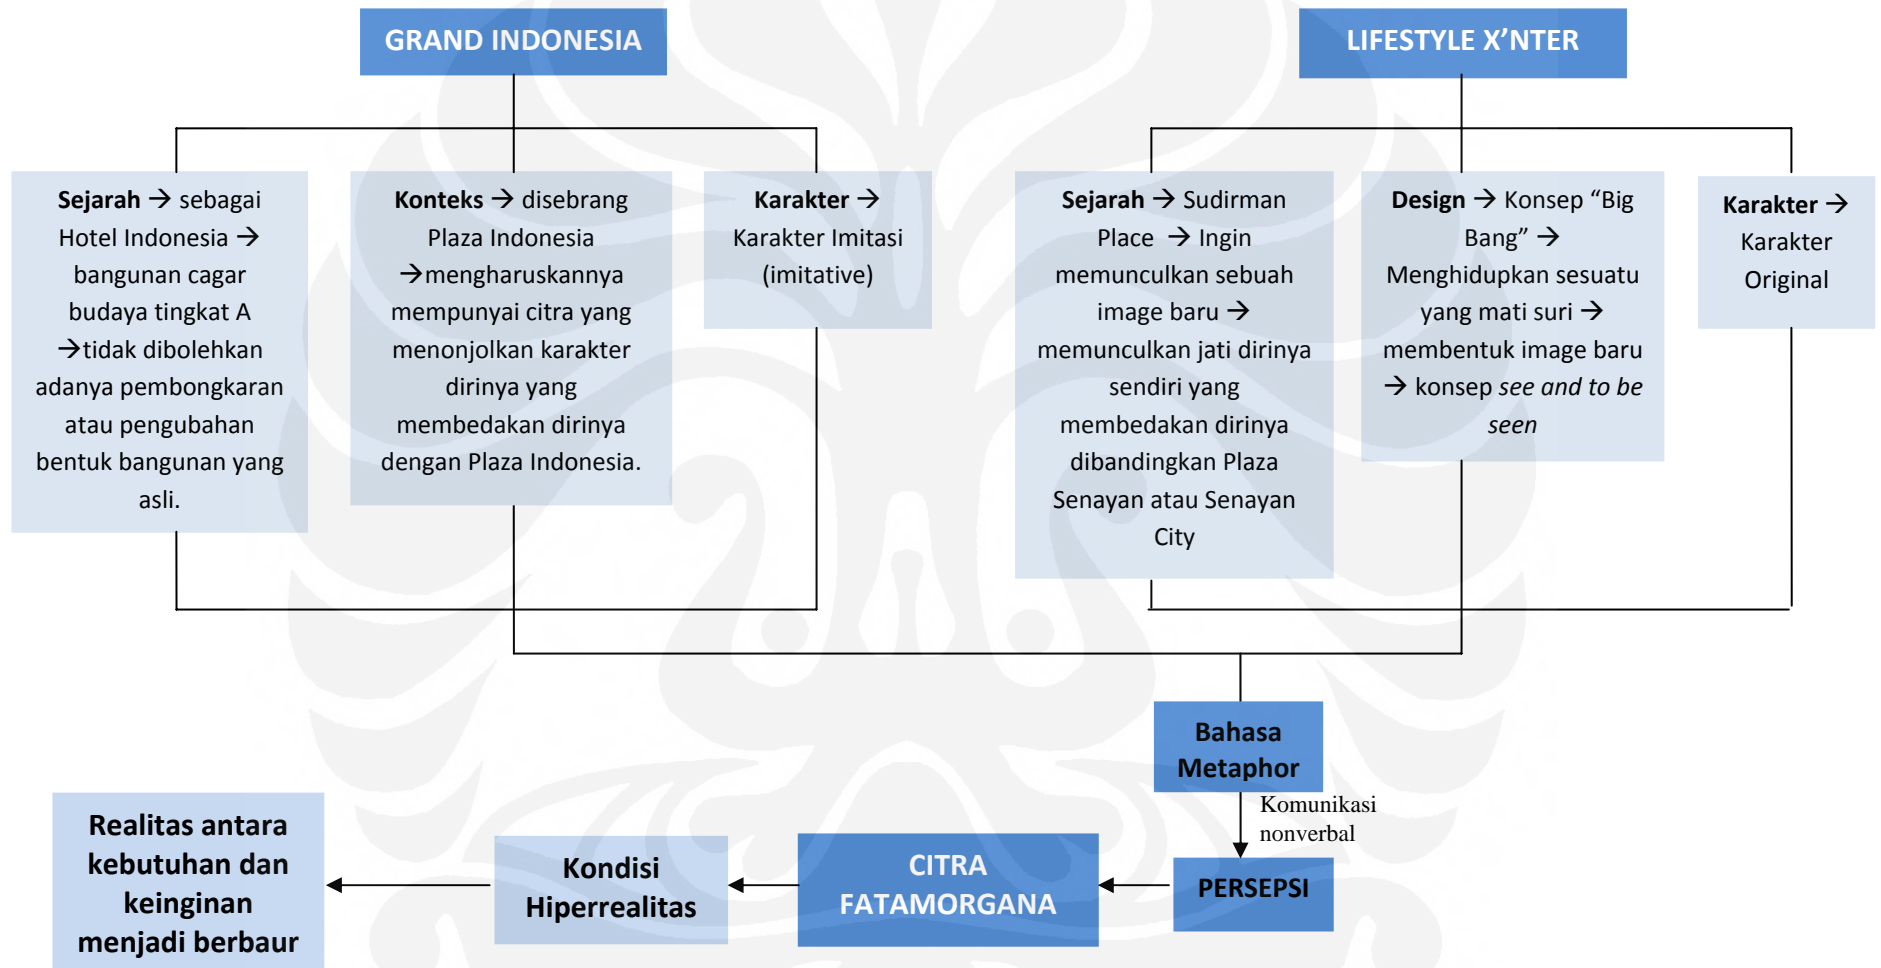 GRAND INDONESIA
LIFESTYLE X’NTER
Sejarah → sebagai
Hotel Indonesia →
bangunan cagar
budaya tingkat A
→tidak dibolehkan
adanya pembongkaran
atau pengubahan
bentuk bangunan yang
asli.
Konteks → disebrang
Plaza Indonesia
→mengharuskannya
mempunyai citra yang
menonjolkan karakter
dirinya yang
membedakan dirinya
dengan Plaza Indonesia.
Karakter →
Karakter Imitasi
(imitative)
Sejarah → Sudirman
Place → Ingin
memunculkan sebuah
image baru →
memunculkan jati dirinya
sendiri yang
membedakan dirinya
dibandingkan Plaza
Senayan atau Senayan
City
Design → Konsep “Big
Bang” →
Menghidupkan sesuatu
yang mati suri →
membentuk image baru
→ konsep see and to be
seen
Karakter →
Karakter
Original
Bahasa
Metaphor
Komunikasi
nonverbal
PERSEPSI
CITRA
FATAMORGANA
Kondisi
Hiperrealitas
Realitas antara
kebutuhan dan
keinginan
menjadi berbaur